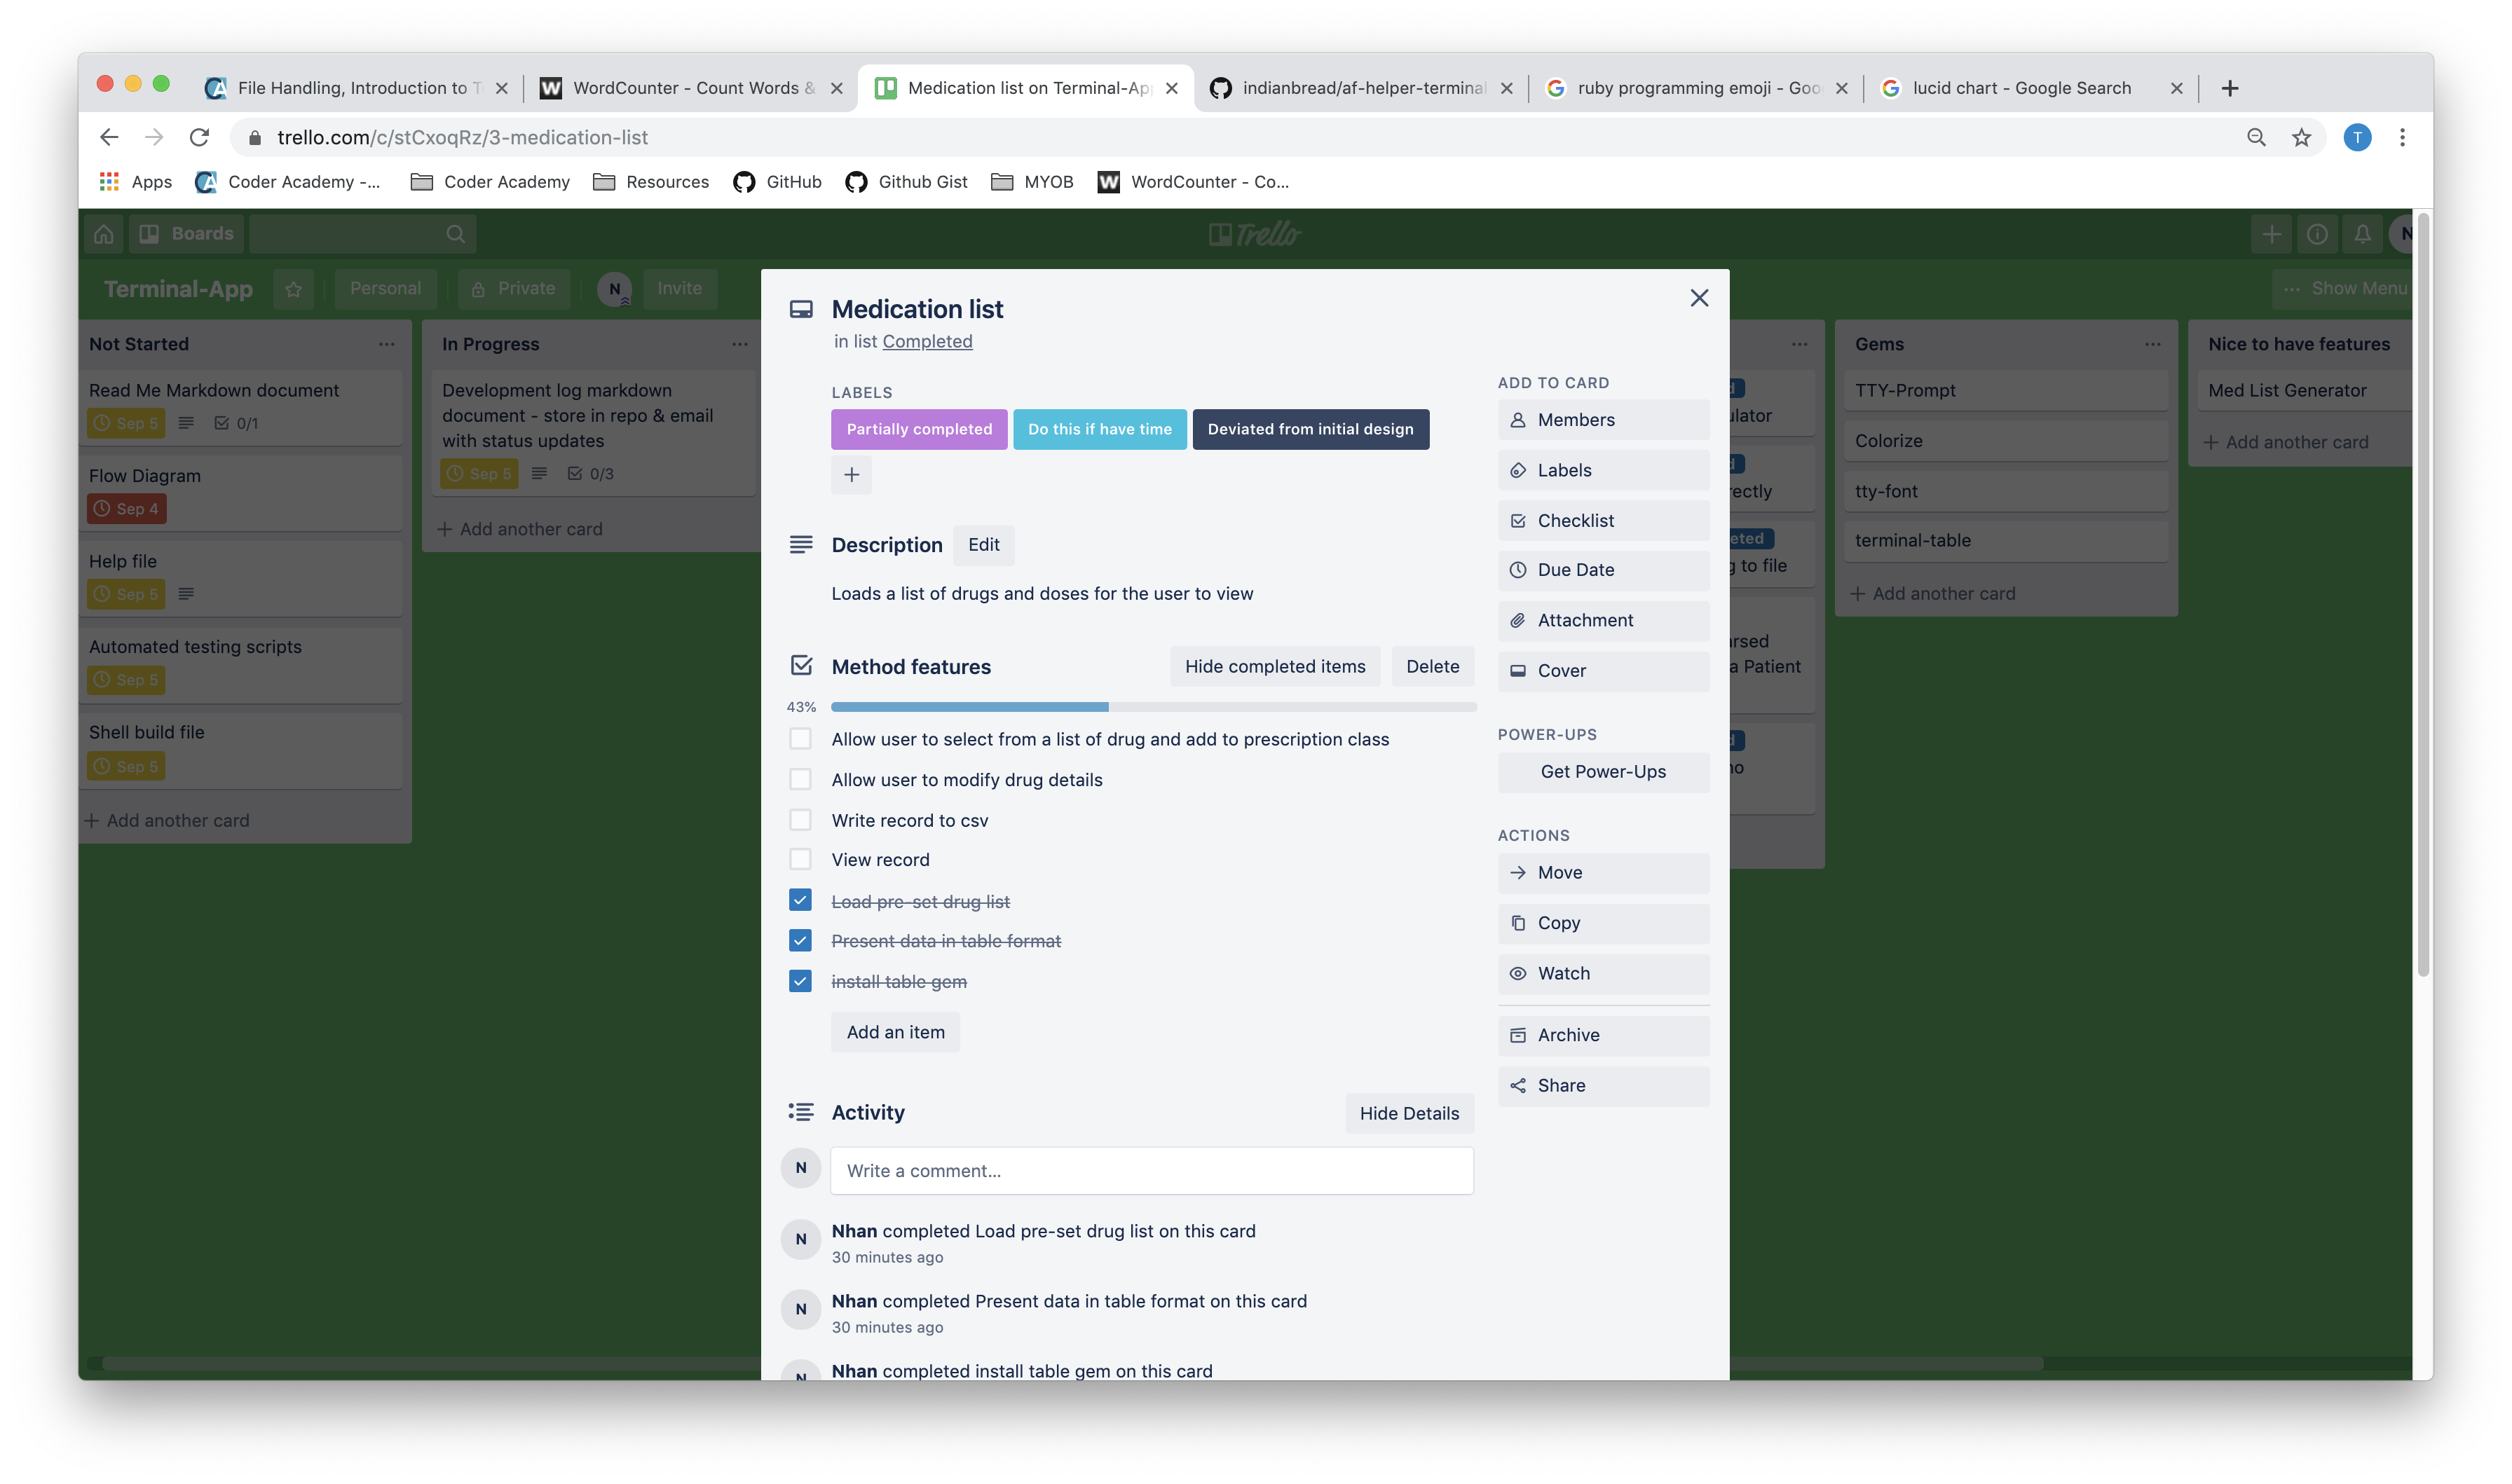 File Handling, Introduction to T
WordCounter - Count Words &
Medication list on Terminal-Ap
indianbread/af-helper-terminal
ruby programming emoji - Goo
lucid chart - Google Search
trello.com/c/stCxoqRz/3-medication-list
T
Apps
Coder Academy -...
Coder Academy
Resources
GitHub
Github Gist
MYOB
WordCounter - Co...
Boards
Trello
N
Terminal-App
Personal
Private
N
Invite
Show Menu
Not Started
Read Me Markdown document
Sep 5
0/1
Flow Diagram
Sep 4
Help file
Sep 5
Automated testing scripts
Sep 5
Shell build file
Sep 5
Add another card
In Progress
Development log markdown
document - store in repo & email
with status updates
Sep 5
0/3
Add another card
Medication list
in list Completed
LABELS
Partially completed
Do this if have time
Deviated from initial design
Description
Edit
Loads a list of drugs and doses for the user to view
Method features
Hide completed items
Delete
43%
Allow user to select from a list of drug and add to prescription class
Allow user to modify drug details
Write record to csv
View record
Load pre-set drug list
Present data in table format
install table gem
Add an item
Activity
Hide Details
N
Write a comment...
N
Nhan completed Load pre-set drug list on this card
30 minutes ago
N
Nhan completed Present data in table format on this card
30 minutes ago
N
Nhan completed install table gem on this card
ADD TO CARD
Members
Labels
Checklist
Due Date
Attachment
Cover
POWER-UPS
Get Power-Ups
ACTIONS
Move
Copy
Watch
Archive
Share
ulator
rectly
eted
g to file
arsed
a Patient
no
Gems
TTY-Prompt
Colorize
tty-font
terminal-table
Add another card
Nice to have features
Med List Generator
Add another card